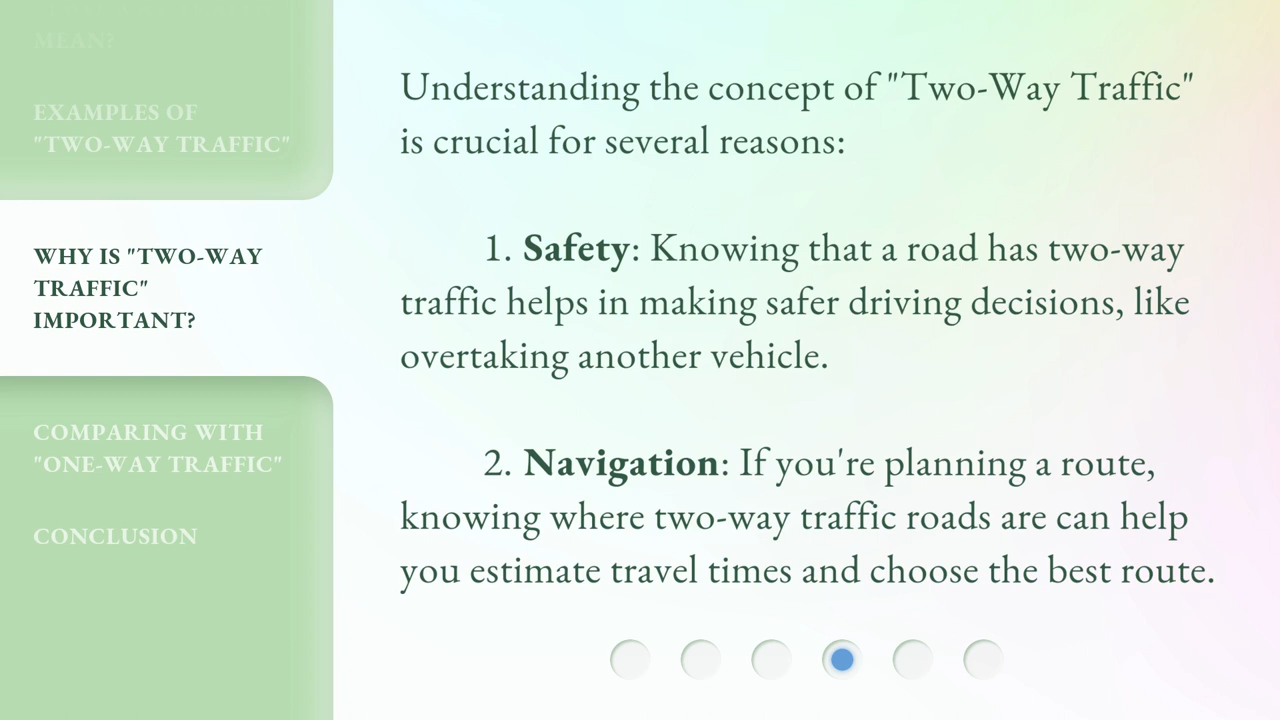 MEAN?
EXAMPLES OF
"TWO-WAY TRAFFIC"
WHY IS "TWO-WAY
TRAFFIC"
IMPORTANT?
COMPARING WITH
"ONE-WAY TRAFFIC"
CONCLUSION
Understanding the concept of "Two-Way Traffic"
is crucial for several reasons:
1. Safety: Knowing that a road has two-way
traffic helps in making safer driving decisions, like
overtaking another vehicle.
2. Navigation: If you're planning a route,
knowing where two-way traffic roads are can help
you estimate travel times and choose the best route.